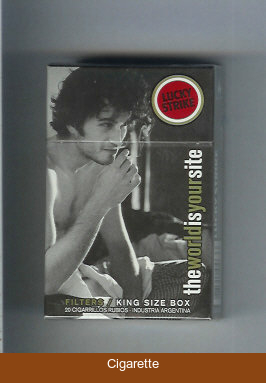 LUCKY
STRIKE
theworldisyoursite
FILTERS / KING SIZE BOX
20 CIGARRILLOS RUBIOS · INDUSTRIA ARGENTINA
Cigarette